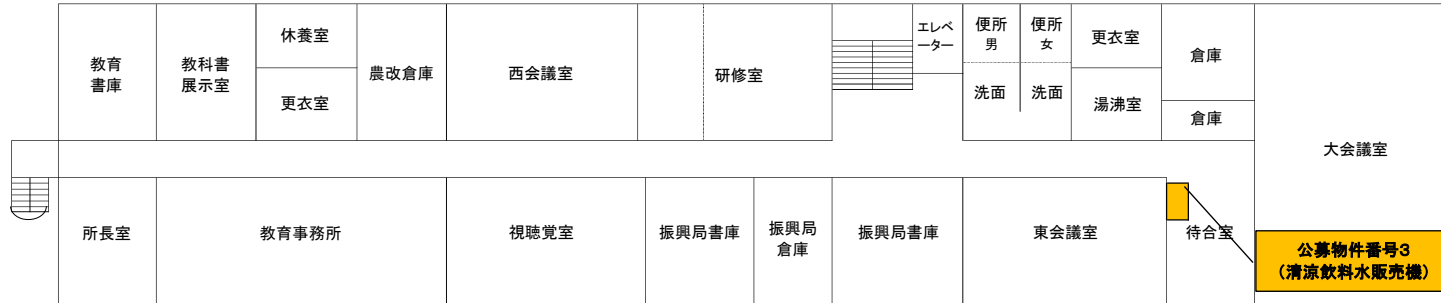 教育
書庫
教科書
展示室
休養室
更衣室
農改倉庫
西会議室
研修室
エレベ
ーター
便所
男
洗面
便所
女
洗面
更衣室
湯沸室
倉庫
倉庫
大会議室
所長室
教育事務所
視聴覚室
振興局書庫
振興局
倉庫
振興局書庫
東会議室
待合室
公募物件番号3
（清涼飲料水販売機）